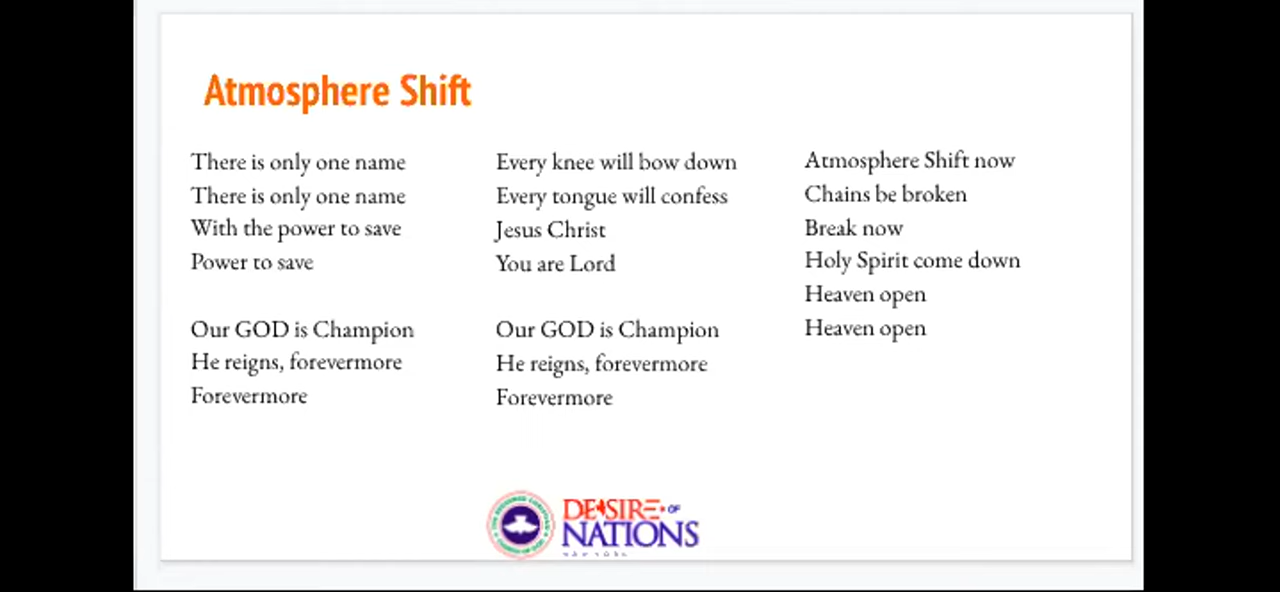 Atmosphere Shift
There is only one name
There is only one name
With the power to save
Power to save
Our GOD is Champion
He reigns, forevermore
Forevermore
Every knee will bow down
Every tongue will confess
Jesus Christ
You are Lord
Our GOD is Champion
He reigns, forevermore
Forevermore
Atmosphere Shift now
Chains be broken
Break now
Holy Spirit come down
Heaven open
Heaven open
DESIRE OF
NATIONS